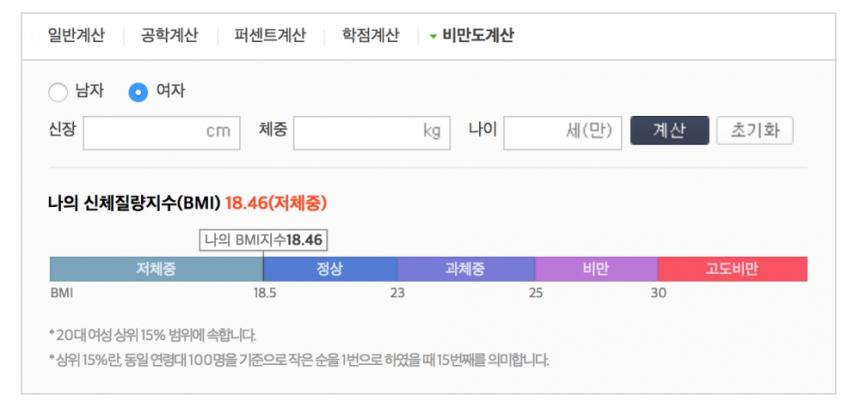 일반계산 공학계산 퍼센트계산 학점계산 비만도계산
남자 여자
신장 cm 체중 kg 나이 세(만) 계산 초기화
나의 신체질량지수(BMI) 18.46(저체중)
나의 BMI지수18.46
저체중 정상 과체중 비만 고도비만
BMI 18.5 23 25 30
*20대 여성 상위 15% 범위에 속합니다.
*상위 15%란, 동일 연령대 100명을 기준으로 작은 순을 1번으로 하였을 때 15번째를 의미합니다.